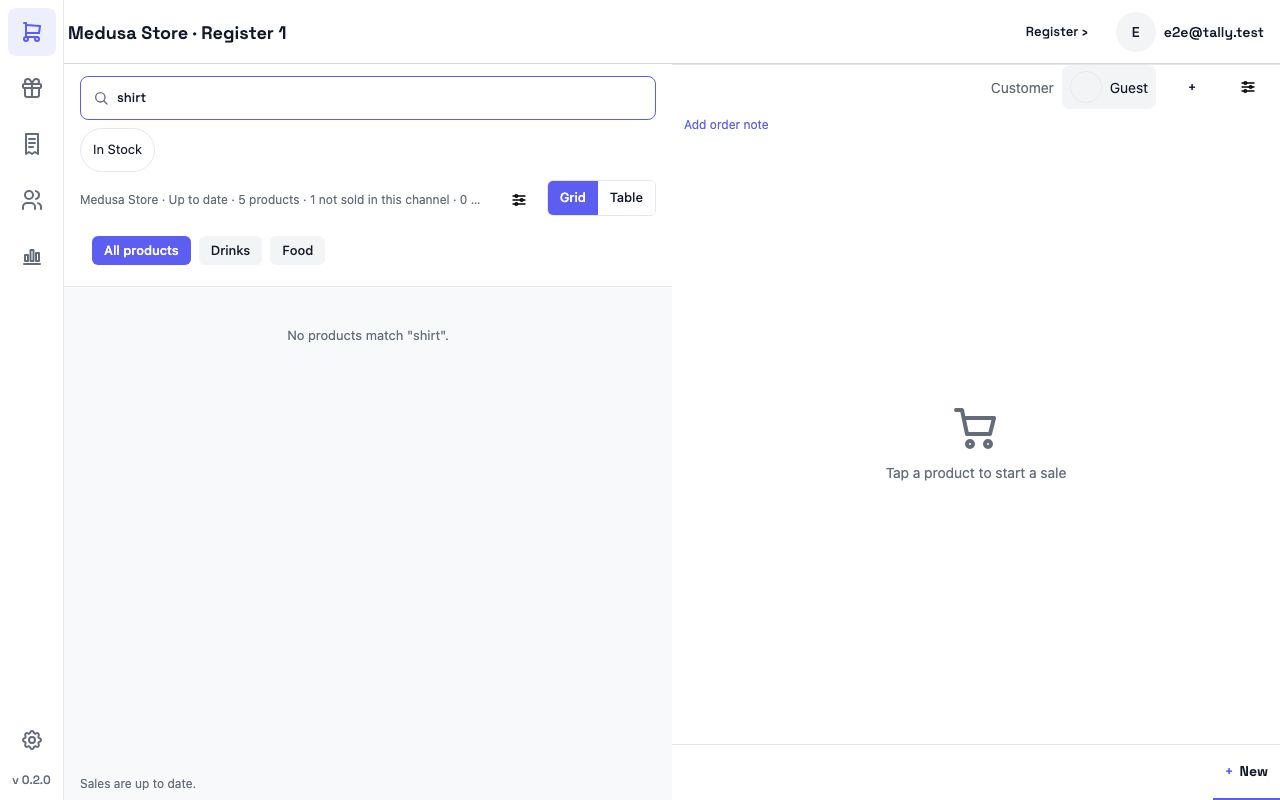 Medusa Store · Register 1
Register >
E
e2e@tally.test
shirt
In Stock
Medusa Store · Up to date · 5 products · 1 not sold in this channel · 0 ...
Grid
Table
All products
Drinks
Food
No products match "shirt".
Sales are up to date.
Customer
Guest
+
Add order note
Tap a product to start a sale
+ New
v 0.2.0